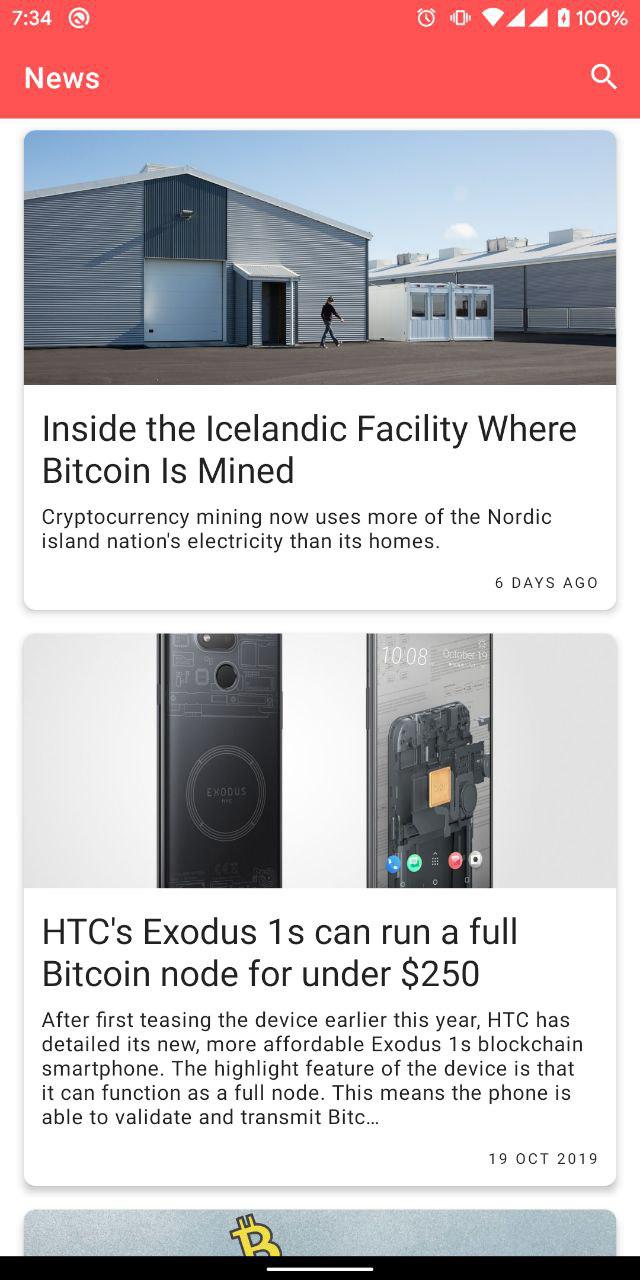 7:34 100%
News
Inside the Icelandic Facility Where
Bitcoin Is Mined
Cryptocurrency mining now uses more of the Nordic
island nation's electricity than its homes.
6 DAYS AGO
10:08 October 19
EXODUS
HTC's Exodus 1s can run a full
Bitcoin node for under $250
After first teasing the device earlier this year, HTC has
detailed its new, more affordable Exodus 1s blockchain
smartphone. The highlight feature of the device is that
it can function as a full node. This means the phone is
able to validate and transmit Bitc…
19 OCT 2019